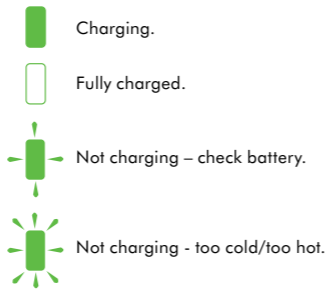 Charging.
Fully charged.
Not charging – check battery.
Not charging - too cold/too hot.